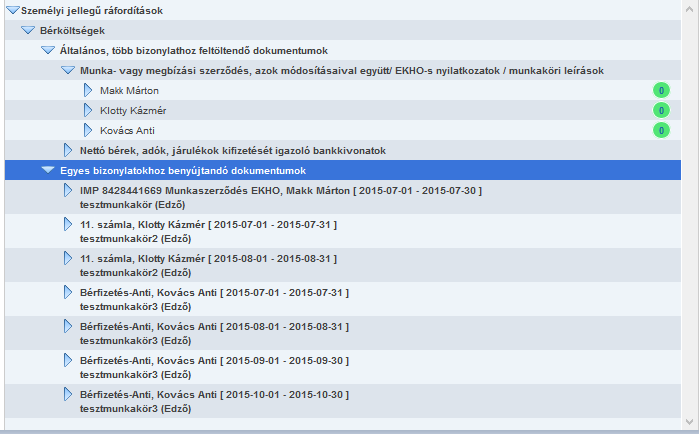 Személyi jellegű ráfordítások
Bérköltségek
Általános, több bizonylathoz feltöltendő dokumentumok
Munka- vagy megbízási szerződés, azok módosításaival együtt/ EKHO-s nyilatkozatok / munkaköri leírások
Makk Márton 0
Klotty Kázmér 0
Kovács Anti 0
Nettó bérek, adók, járulékok kifizetését igazoló bankkivonatok
Egyes bizonylatokhoz benyújtandó dokumentumok
IMP 8428441669 Munkaszerződés EKHO, Makk Márton [ 2015-07-01 - 2015-07-30 ]
tesztmunkakör (Edző)
11. számla, Klotty Kázmér [ 2015-07-01 - 2015-07-31 ]
tesztmunkakör2 (Edző)
11. számla, Klotty Kázmér [ 2015-08-01 - 2015-08-31 ]
tesztmunkakör2 (Edző)
Bérfizetés-Anti, Kovács Anti [ 2015-07-01 - 2015-07-31 ]
tesztmunkakör3 (Edző)
Bérfizetés-Anti, Kovács Anti [ 2015-08-01 - 2015-08-31 ]
tesztmunkakör3 (Edző)
Bérfizetés-Anti, Kovács Anti [ 2015-09-01 - 2015-09-30 ]
tesztmunkakör3 (Edző)
Bérfizetés-Anti, Kovács Anti [ 2015-10-01 - 2015-10-30 ]
tesztmunkakör3 (Edző)